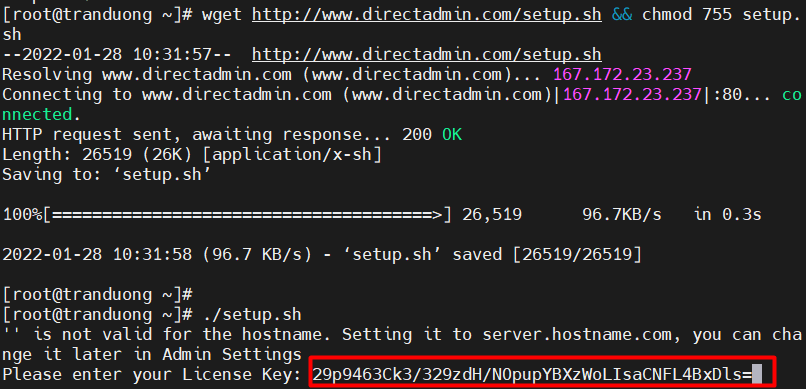 [root@tranduong ~]# wget http://www.directadmin.com/setup.sh && chmod 755 setup.
sh
--2022-01-28 10:31:57--  http://www.directadmin.com/setup.sh
Resolving www.directadmin.com (www.directadmin.com)... 167.172.23.237
Connecting to www.directadmin.com (www.directadmin.com)|167.172.23.237|:80... co
nnected.
HTTP request sent, awaiting response... 200 OK
Length: 26519 (26K) [application/x-sh]
Saving to: ‘setup.sh’
100%[======================================>] 26,519      96.7KB/s   in 0.3s
2022-01-28 10:31:58 (96.7 KB/s) - ‘setup.sh’ saved [26519/26519]
[root@tranduong ~]#
[root@tranduong ~]# ./setup.sh
'' is not valid for the hostname. Setting it to server.hostname.com, you can cha
nge it later in Admin Settings
Please enter your License Key: 29p9463Ck3/329zdH/NOpupYBXzWoLIsaCNFL4BxDls=